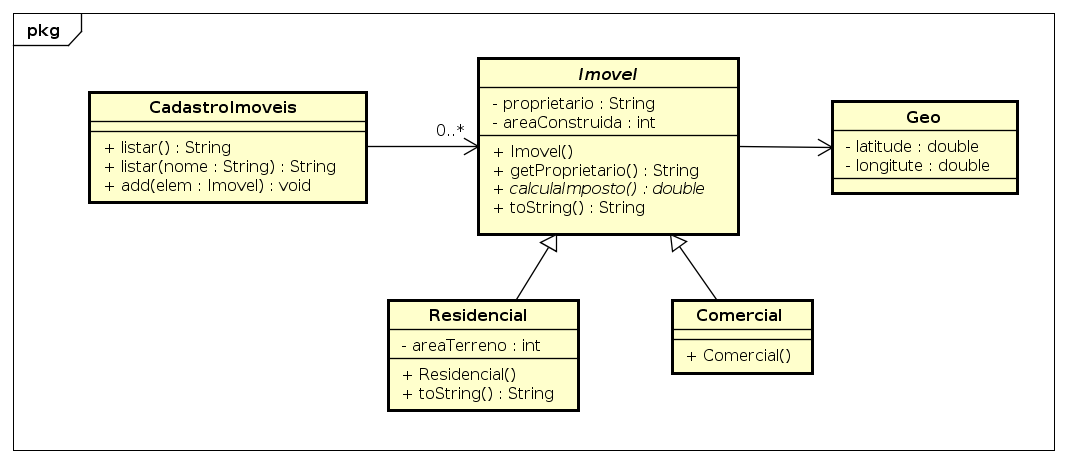 pkg
CadastroImoveis
+ listar() : String
+ listar(nome : String) : String
+ add(elem : Imovel) : void
0..*
Imovel
- proprietario : String
- areaConstruida : int
+ Imovel()
+ getProprietario() : String
+ calculaImposto() : double
+ toString() : String
Geo
- latitude : double
- longitute : double
Residencial
- areaTerreno : int
+ Residencial()
+ toString() : String
Comercial
+ Comercial()